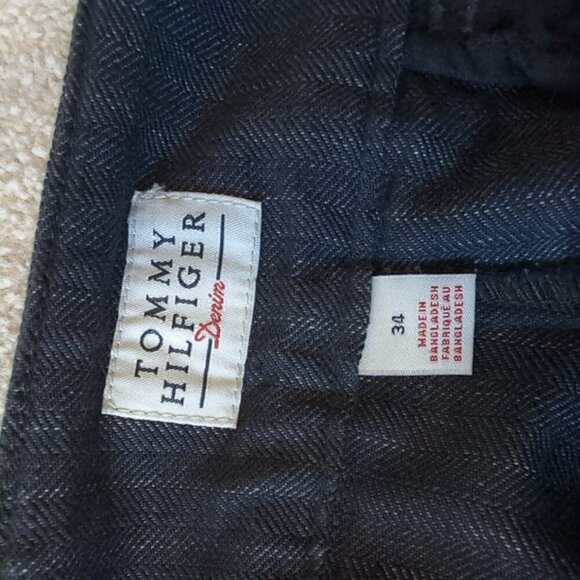 TOMMY
HILFIGER
Denim
34
MADE IN
BANGLADESH
FABRIQUÉ AU
BANGLADESH